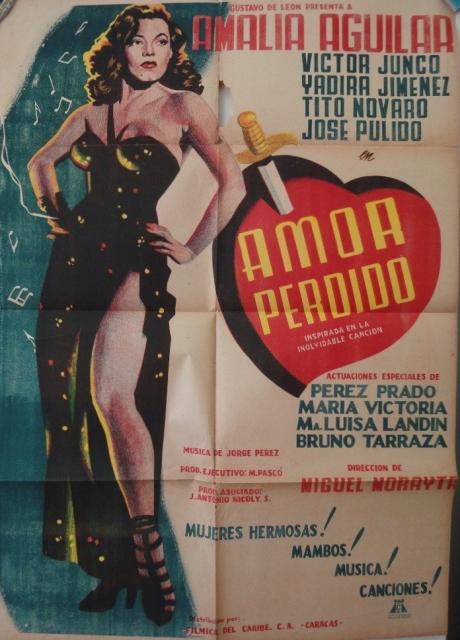 GUSTAVO DE LEON PRESENTA A
AMALIA AGUILAR
VICTOR JUNCO
YADIRA JIMENEZ
TITO NOVARO
JOSE PULIDO
en
AMOR
PERDIDO
INSPIRADA EN LA
INOLVIDABLE CANCION
ACTUACIONES ESPECIALES DE
PEREZ PRADO
MARIA VICTORIA
Ma. LUISA LANDIN
BRUNO TARRAZA
MUSICA DE JORGE PEREZ
PROD. EJECUTIVO: M. PASCÓ
PROD. ASOCIADO:
J. ANTONIO NICOLY. S.
DIRECCION DE
MIGUEL MORAYTA
MUJERES HERMOSAS!
MAMBOS!
MUSICA!
CANCIONES!
Distribuida por:
FILMICA DEL CARIBE, C. A. -CARACAS-